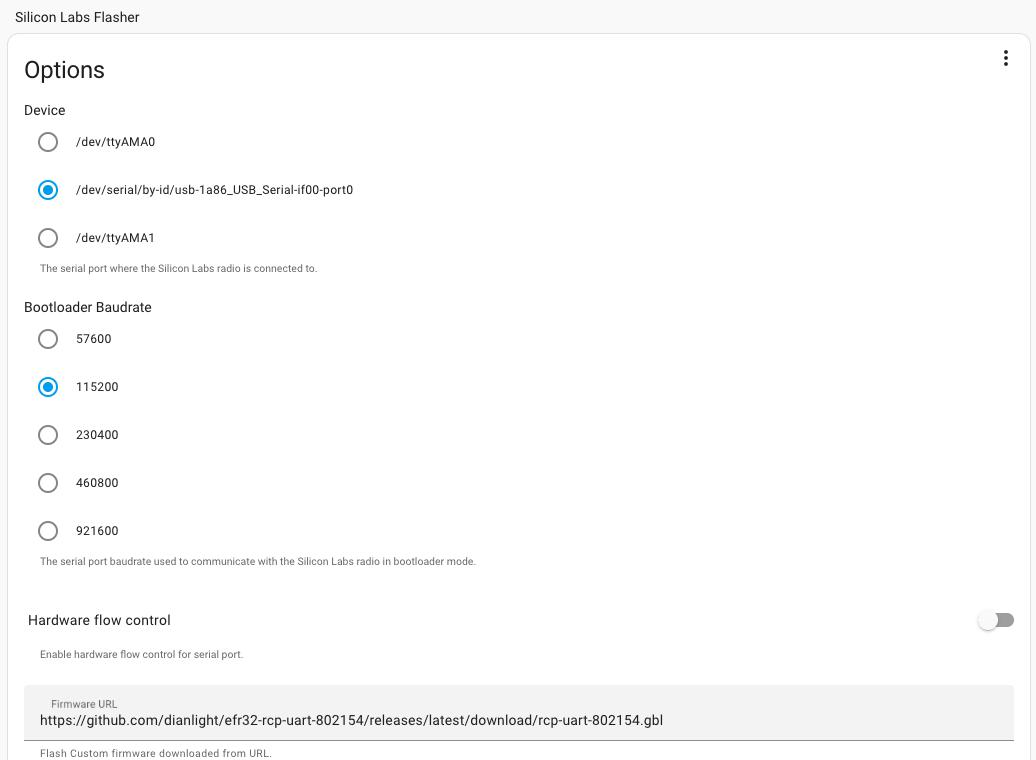 Silicon Labs Flasher
Options
Device
/dev/ttyAMA0
/dev/serial/by-id/usb-1a86_USB_Serial-if00-port0
/dev/ttyAMA1
The serial port where the Silicon Labs radio is connected to.
Bootloader Baudrate
57600
115200
230400
460800
921600
The serial port baudrate used to communicate with the Silicon Labs radio in bootloader mode.
Hardware flow control
Enable hardware flow control for serial port.
Firmware URL
https://github.com/dianlight/efr32-rcp-uart-802154/releases/latest/download/rcp-uart-802154.gbl
Flash Custom firmware downloaded from URL.